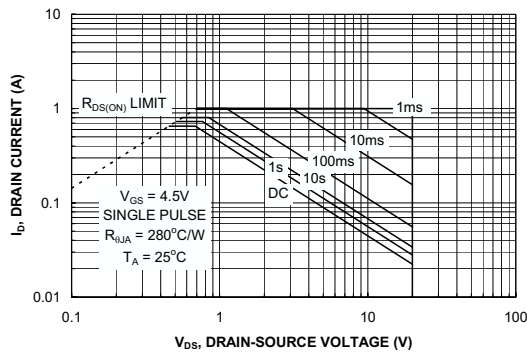 10
1
0.1
0.01
I_D, DRAIN CURRENT (A)
R_DS(ON) LIMIT
1ms
10ms
100ms
1s
10s
DC
V_GS = 4.5V
SINGLE PULSE
R_θJA = 280°C/W
T_A = 25°C
0.1 1 10 100
V_DS, DRAIN-SOURCE VOLTAGE (V)